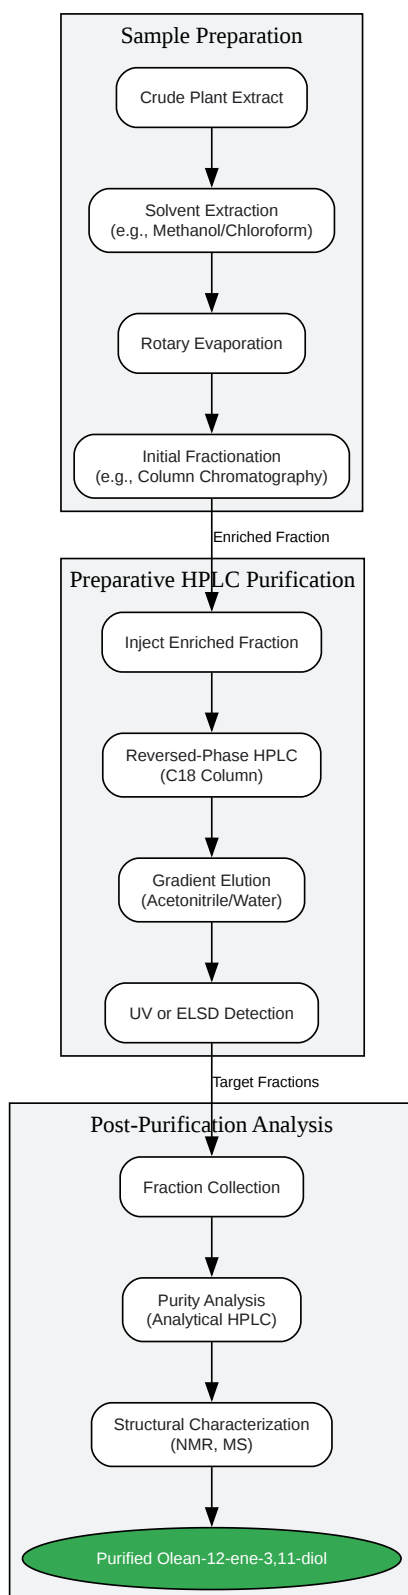 Sample Preparation
Crude Plant Extract
Solvent Extraction
(e.g., Methanol/Chloroform)
Rotary Evaporation
Initial Fractionation
(e.g., Column Chromatography)
Enriched Fraction
Preparative HPLC Purification
Inject Enriched Fraction
Reversed-Phase HPLC
(C18 Column)
Gradient Elution
(Acetonitrile/Water)
UV or ELSD Detection
Target Fractions
Post-Purification Analysis
Fraction Collection
Purity Analysis
(Analytical HPLC)
Structural Characterization
(NMR, MS)
Purified Olean-12-ene-3,11-diol